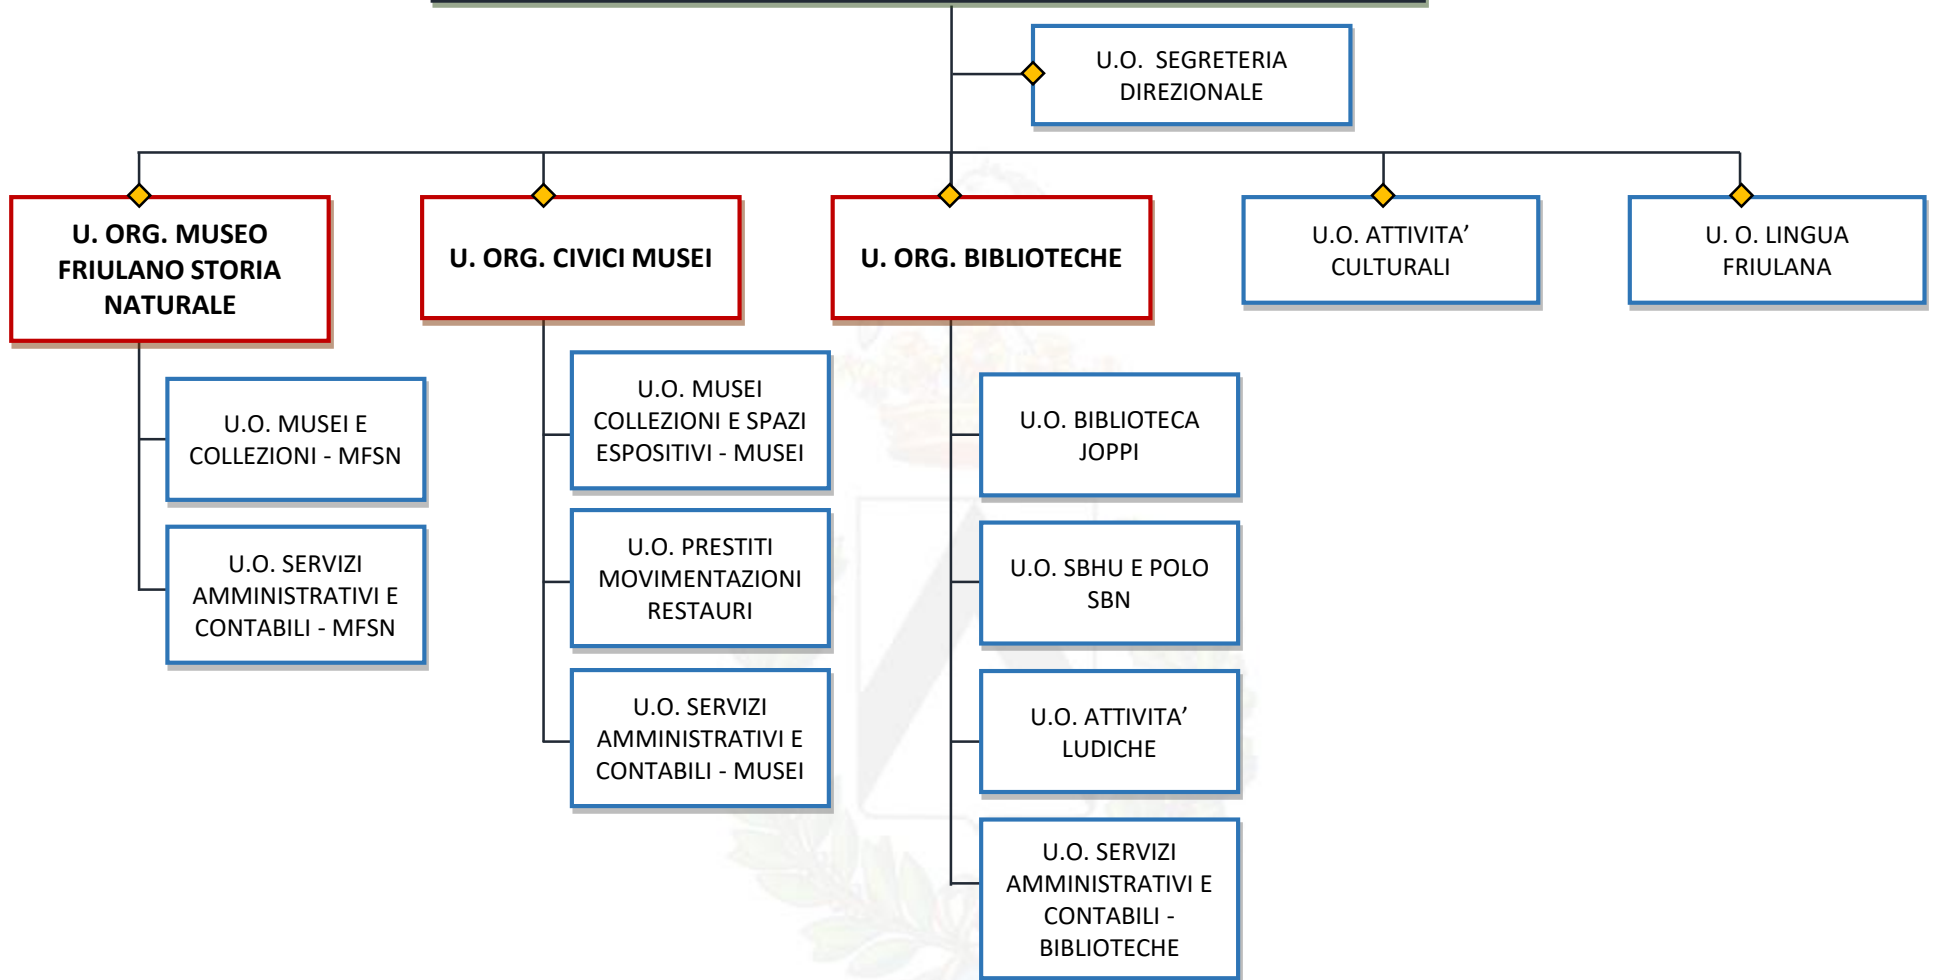 U.O. SEGRETERIA
DIREZIONALE
U. ORG. MUSEO
FRIULANO STORIA
NATURALE
U. ORG. CIVICI MUSEI
U. ORG. BIBLIOTECHE
U.O. ATTIVITA’
CULTURALI
U. O. LINGUA
FRIULANA
U.O. MUSEI E
COLLEZIONI - MFSN
U.O. SERVIZI
AMMINISTRATIVI E
CONTABILI - MFSN
U.O. MUSEI
COLLEZIONI E SPAZI
ESPOSITIVI - MUSEI
U.O. PRESTITI
MOVIMENTAZIONI
RESTAURI
U.O. SERVIZI
AMMINISTRATIVI E
CONTABILI - MUSEI
U.O. BIBLIOTECA
JOPPI
U.O. SBHU E POLO
SBN
U.O. ATTIVITA’
LUDICHE
U.O. SERVIZI
AMMINISTRATIVI E
CONTABILI -
BIBLIOTECHE